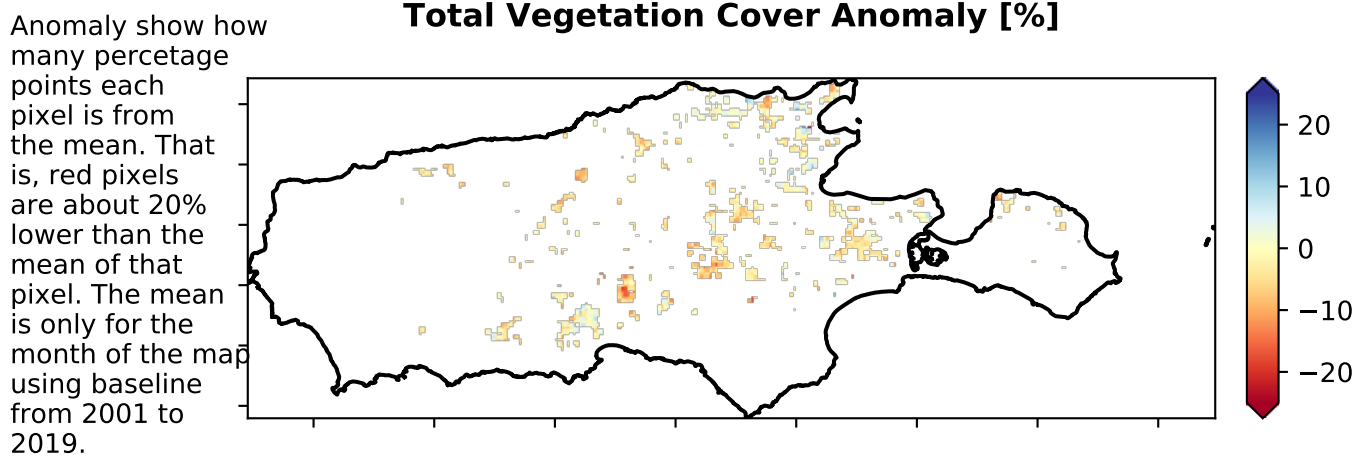 Total Vegetation Cover Anomaly [%]
Anomaly show how
many percetage
points each
pixel is from
the mean. That
is, red pixels
are about 20%
lower than the
mean of that
pixel. The mean
is only for the
month of the map
using baseline
from 2001 to
2019.
20
10
0
−10
−20